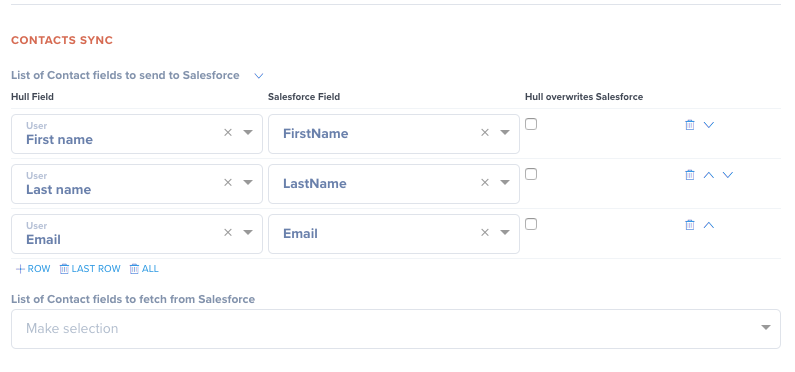 CONTACTS SYNC
List of Contact fields to send to Salesforce
Hull Field Salesforce Field Hull overwrites Salesforce
User
First name FirstName
User
Last name LastName
User
Email Email
ROW LAST ROW ALL
List of Contact fields to fetch from Salesforce
Make selection